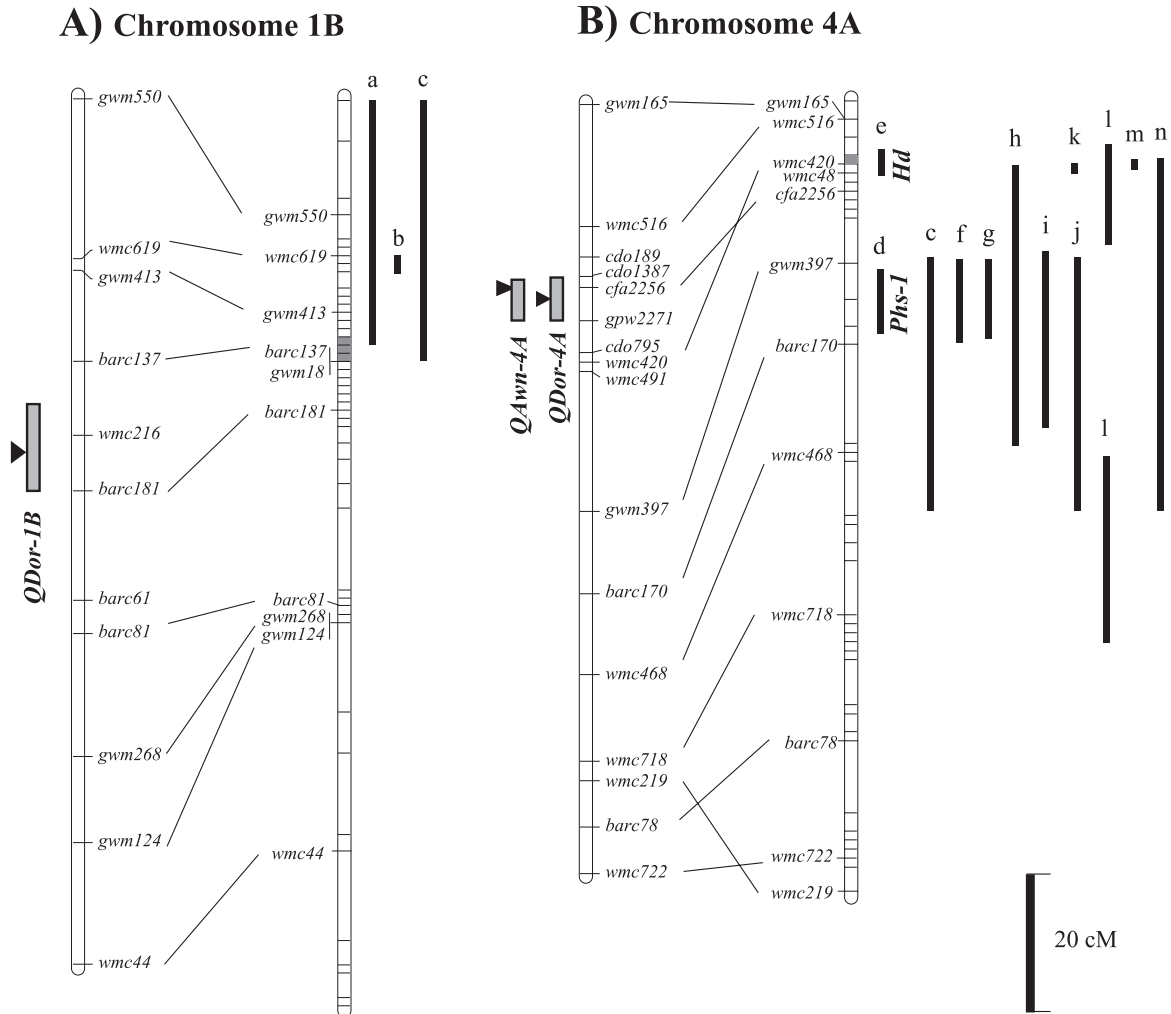 A) Chromosome 1B
a
c
b
gwm550
wmc619
gwm413
barc137
wmc216
barc181
barc61
barc81
gwm268
gwm124
wmc44
gwm550
wmc619
gwm413
barc137
gwm18
barc181
barc81
gwm268
gwm124
wmc44
QDor-1B
B) Chromosome 4A
gwm165
wmc516
cdo189
cdo1387
cfa2256
gpw2271
cdo795
wmc420
wmc491
gwm397
barc170
wmc468
wmc718
wmc219
barc78
wmc722
gwm165
wmc516
wmc420
wmc48
cfa2256
gwm397
barc170
wmc468
wmc718
barc78
wmc722
wmc219
QAwn-4A
QDor-4A
e
Hd
d
Phs-1
c
f
g
h
i
k
j
l
l
m
n
20 cM